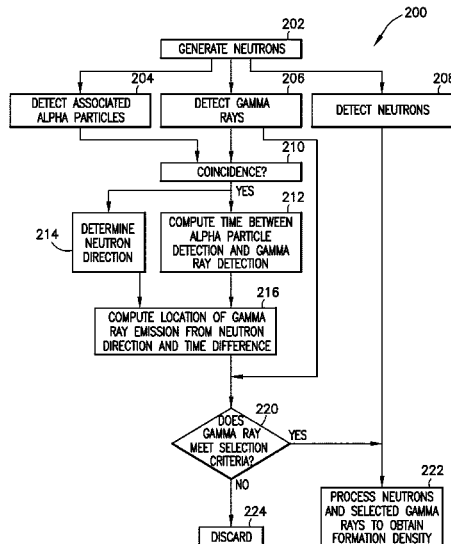 200
202
GENERATE NEUTRONS
204
206
208
DETECT ASSOCIATED
ALPHA PARTICLES
DETECT GAMMA
RAYS
DETECT NEUTRONS
210
COINCIDENCE?
YES
212
214
DETERMINE
NEUTRON
DIRECTION
COMPUTE TIME BETWEEN
ALPHA PARTICLE
DETECTION AND GAMMA
RAY DETECTION
216
COMPUTE LOCATION OF GAMMA
RAY EMISSION FROM NEUTRON
DIRECTION AND TIME DIFFERENCE
220
DOES
GAMMA RAY
MEET SELECTION
CRITERIA?
YES
NO
222
PROCESS NEUTRONS
AND SELECTED GAMMA
RAYS TO OBTAIN
FORMATION DENSITY
224
DISCARD